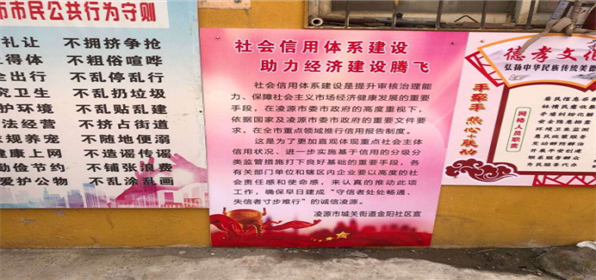 市市民公共行为守则
礼让 不拥挤争抢
得体 不粗俗喧哗
出行 不乱停乱行
卫生 不乱扔垃圾
环境 不乱贴乱建
法经营 不挤占街道
规养宠 不随地便溺
康上网 不造谣传谣
俭节约 不铺张浪费
爱护公物 不乱涂乱画
社会信用体系建设
助力经济建设腾飞
社会信用体系建设是提升审核治理能
力、保障社会主义市场经济健康发展的重要
手段，在凌源市委市政府的高度重视下，
依据国家及凌源市委市政府的重要文件要
求，在全市重点领域推行信用报告制度。
这是为了更加直观体现重点社会主体
信用状况、进一步实施基于信用的分级分
类监管措施打下良好基础的重要手段，各
有关部门单位和辖区内企业要以高度的社
会责任感和使命感，来认真的推动此项
工作，确保早日建成“守信者处处畅通、
失信者寸步难行”的诚信凌源。
凌源市城关街道金阳社区宣
德孝文化
弘扬中华民族传统美德
手牵手 热心联动